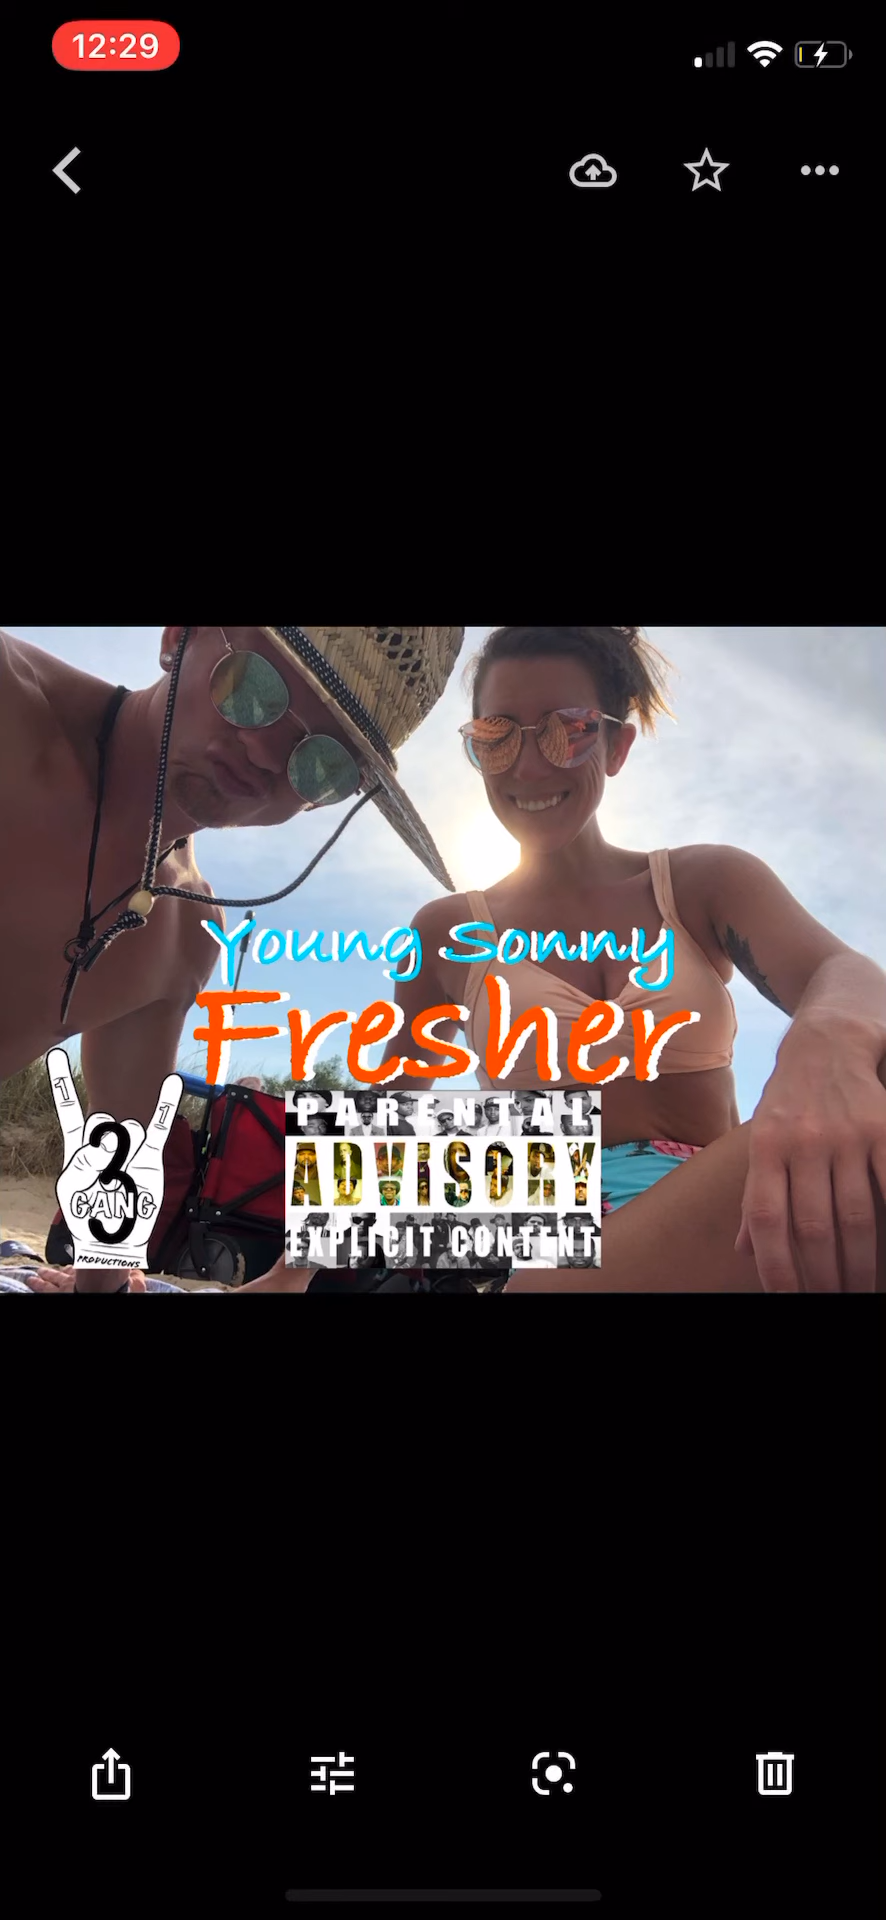 12:29
Young Sonny
Fresher
PARENTAL
ADVISORY
EXPLICIT CONTENT
1
1
3
GANG
PRODUCTIONS